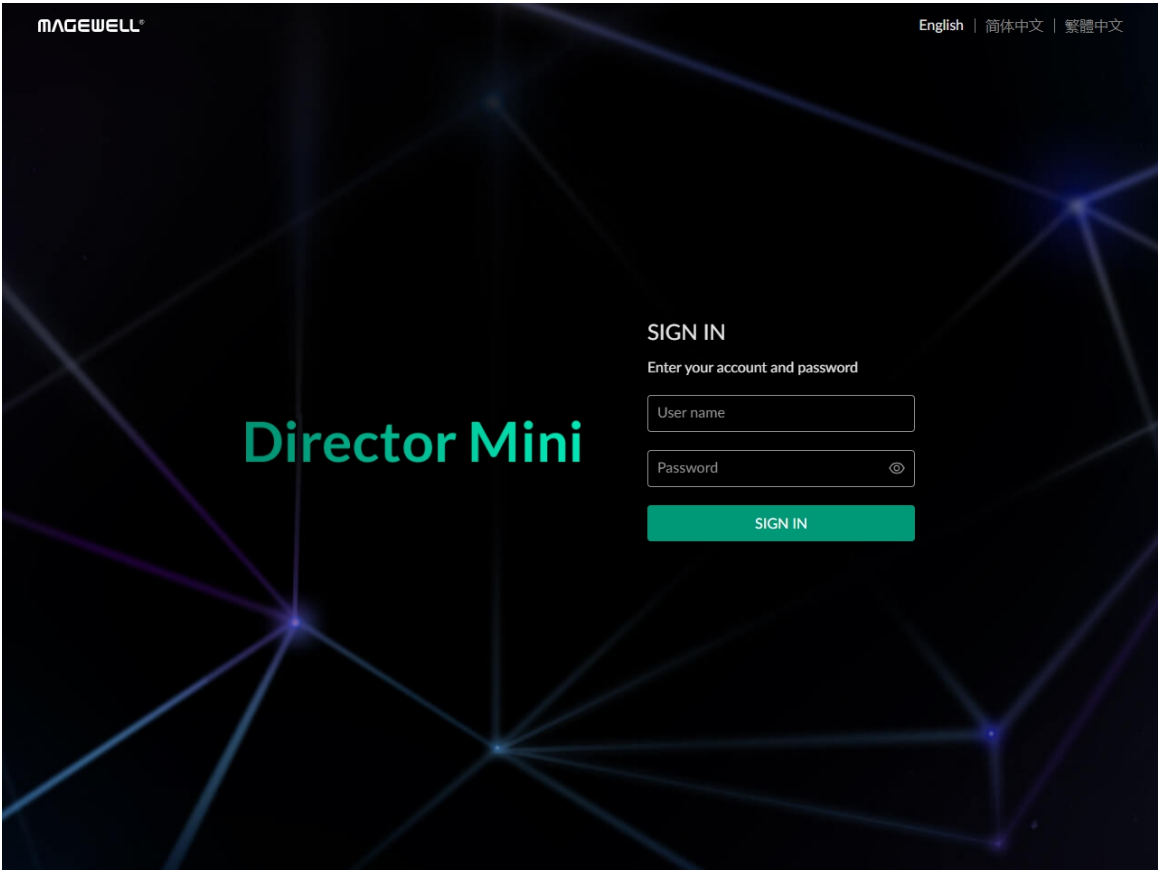 MAGEWELL®
English | 简体中文 | 繁體中文
SIGN IN
Enter your account and password
User name
Director Mini
Password
SIGN IN